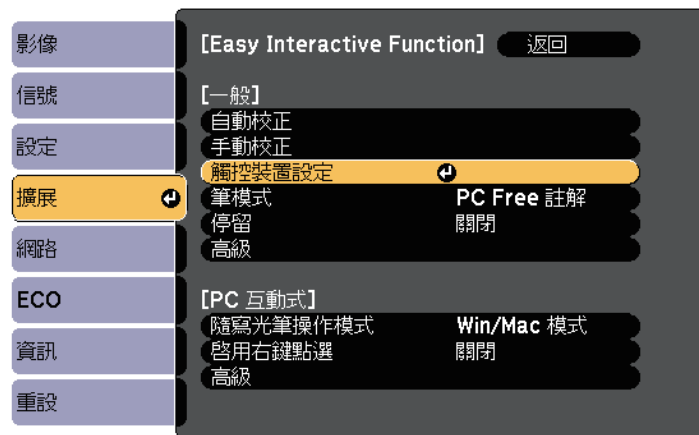 影像
信號
設定
擴展
網路
ECO
資訊
重設
[Easy Interactive Function] 返回
[一般]
自動校正
手動校正
觸控裝置設定
筆模式 PC Free 註解
停留 關閉
高級
[PC 互動式]
隨寫光筆操作模式 Win/Mac 模式
啓用右鍵點選 關閉
高級